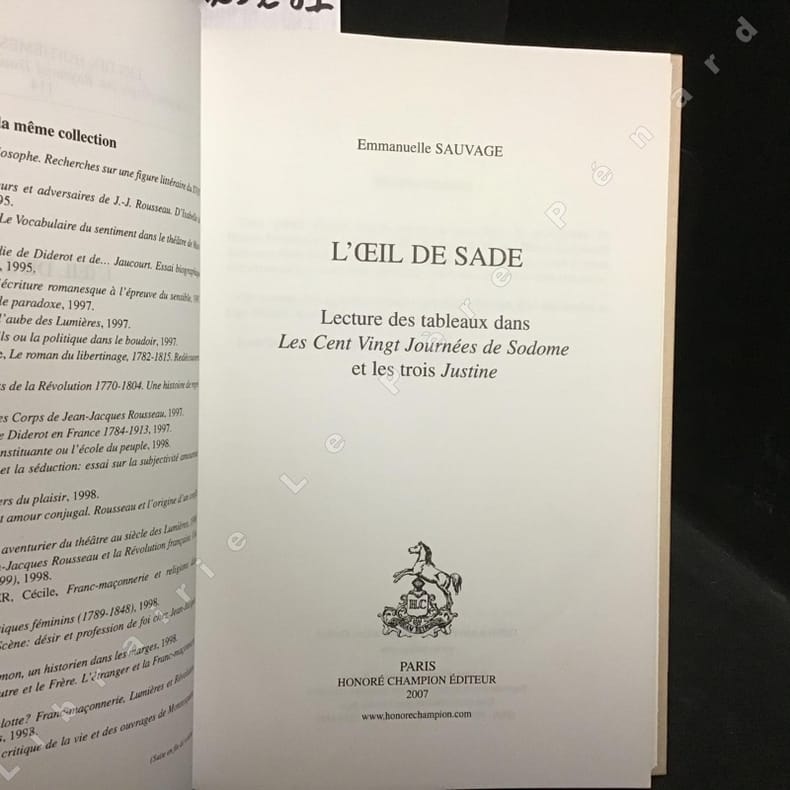 la même collection
osophe. Recherches sur une figure littéraire du
urs et adversaires de J.-J. Rousseau. D'Isabelle
95.
Le Vocabulaire du sentiment dans le théâtre de
die de Diderot et de... Jaucourt. Essai biographique
, 1995.
écriture romanesque à l'épreuve du sensible,
le paradoxe, 1997.
l'aube des Lumières, 1997.
ls ou la politique dans le boudoir, 1997.
e, Le roman du libertinage, 1782-1815.
s de la Révolution 1770-1804. Une histoire de
es Corps de Jean-Jacques Rousseau, 1997.
e Diderot en France 1784-1913, 1997.
nstituante ou l'école du peuple, 1998.
et la séduction: essai sur la subjectivité
ers du plaisir, 1998.
t amour conjugal. Rousseau et l'origine d'un
aventurier du théâtre au siècle des Lumières,
n-Jacques Rousseau et la Révolution française
99), 1998.
ER, Cécile, Franc-maçonnerie et religions
iques féminins (1789-1848), 1998.
Scène: désir et profession de foi chez
mon, un historien dans les marges, 1998.
utre et le Frère. L'étranger et la
lotte? Franc-maçonnerie, Lumières et
s, 1998.
critique de la vie et des ouvrages de
Emmanuelle SAUVAGE
L'ŒIL DE SADE
Lecture des tableaux dans
Les Cent Vingt Journées de Sodome
et les trois Justine
H.C
PARIS
HONORÉ CHAMPION ÉDITEUR
2007
www.honorechampion.com
Librairie Le Père Pénard